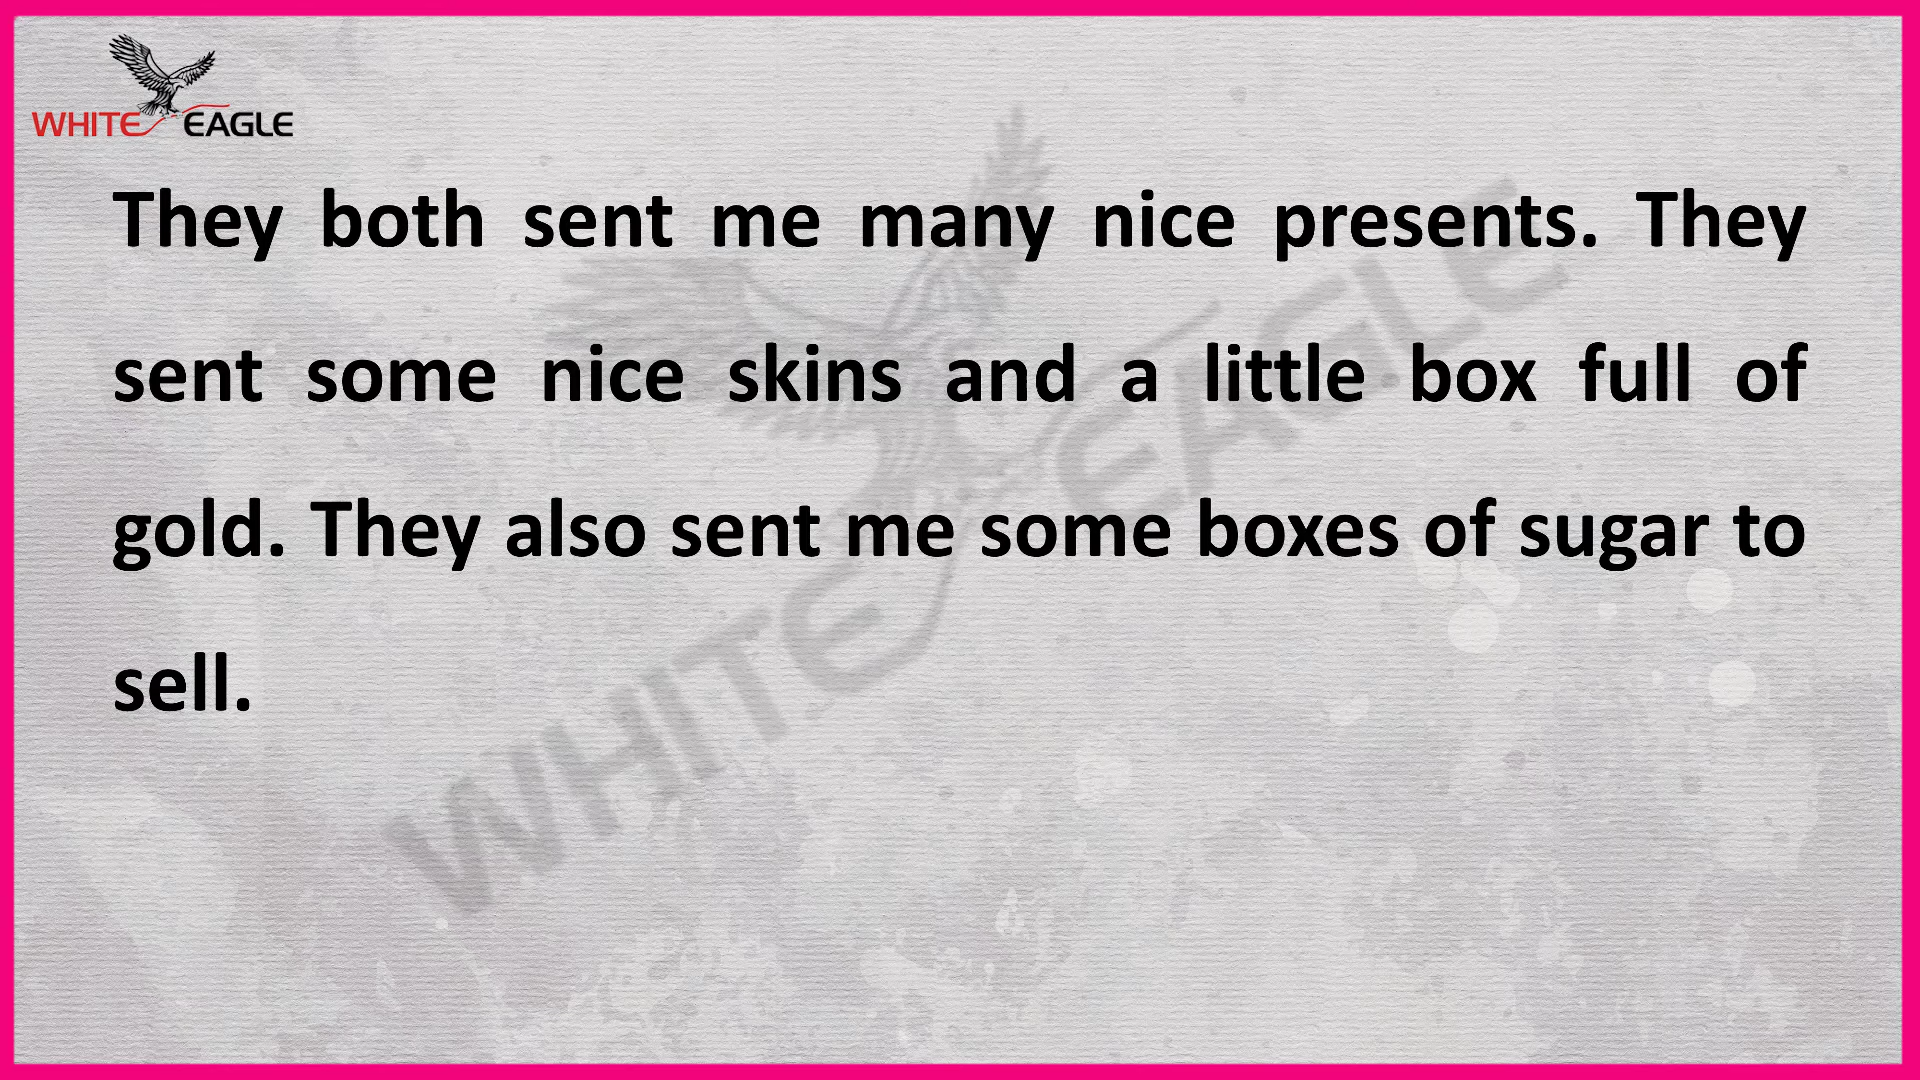 WHITE EAGLE
They both sent me many nice presents. They
sent some nice skins and a little box full of
gold. They also sent me some boxes of sugar to
sell.
WHITE EAGLE